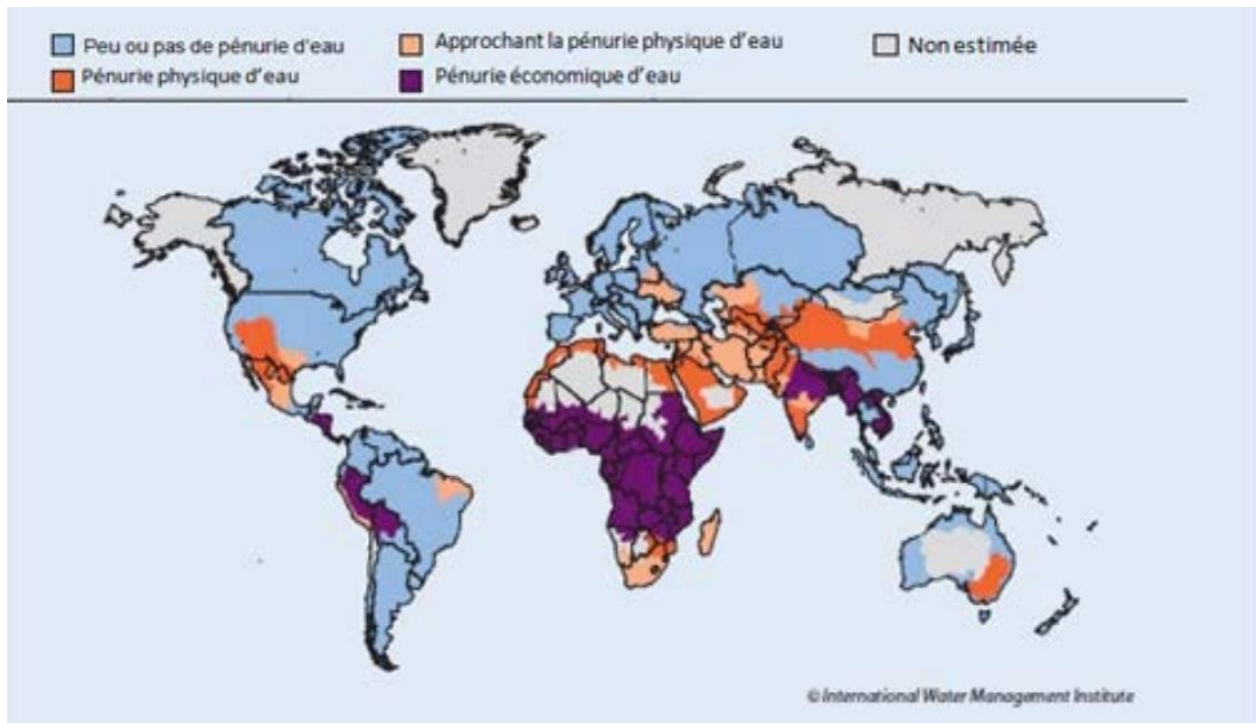 Peu ou pas de pénurie d'eau
Approchant la pénurie physique d'eau
Non estimée
Pénurie physique d'eau
Pénurie économique d'eau
© International Water Management Institute